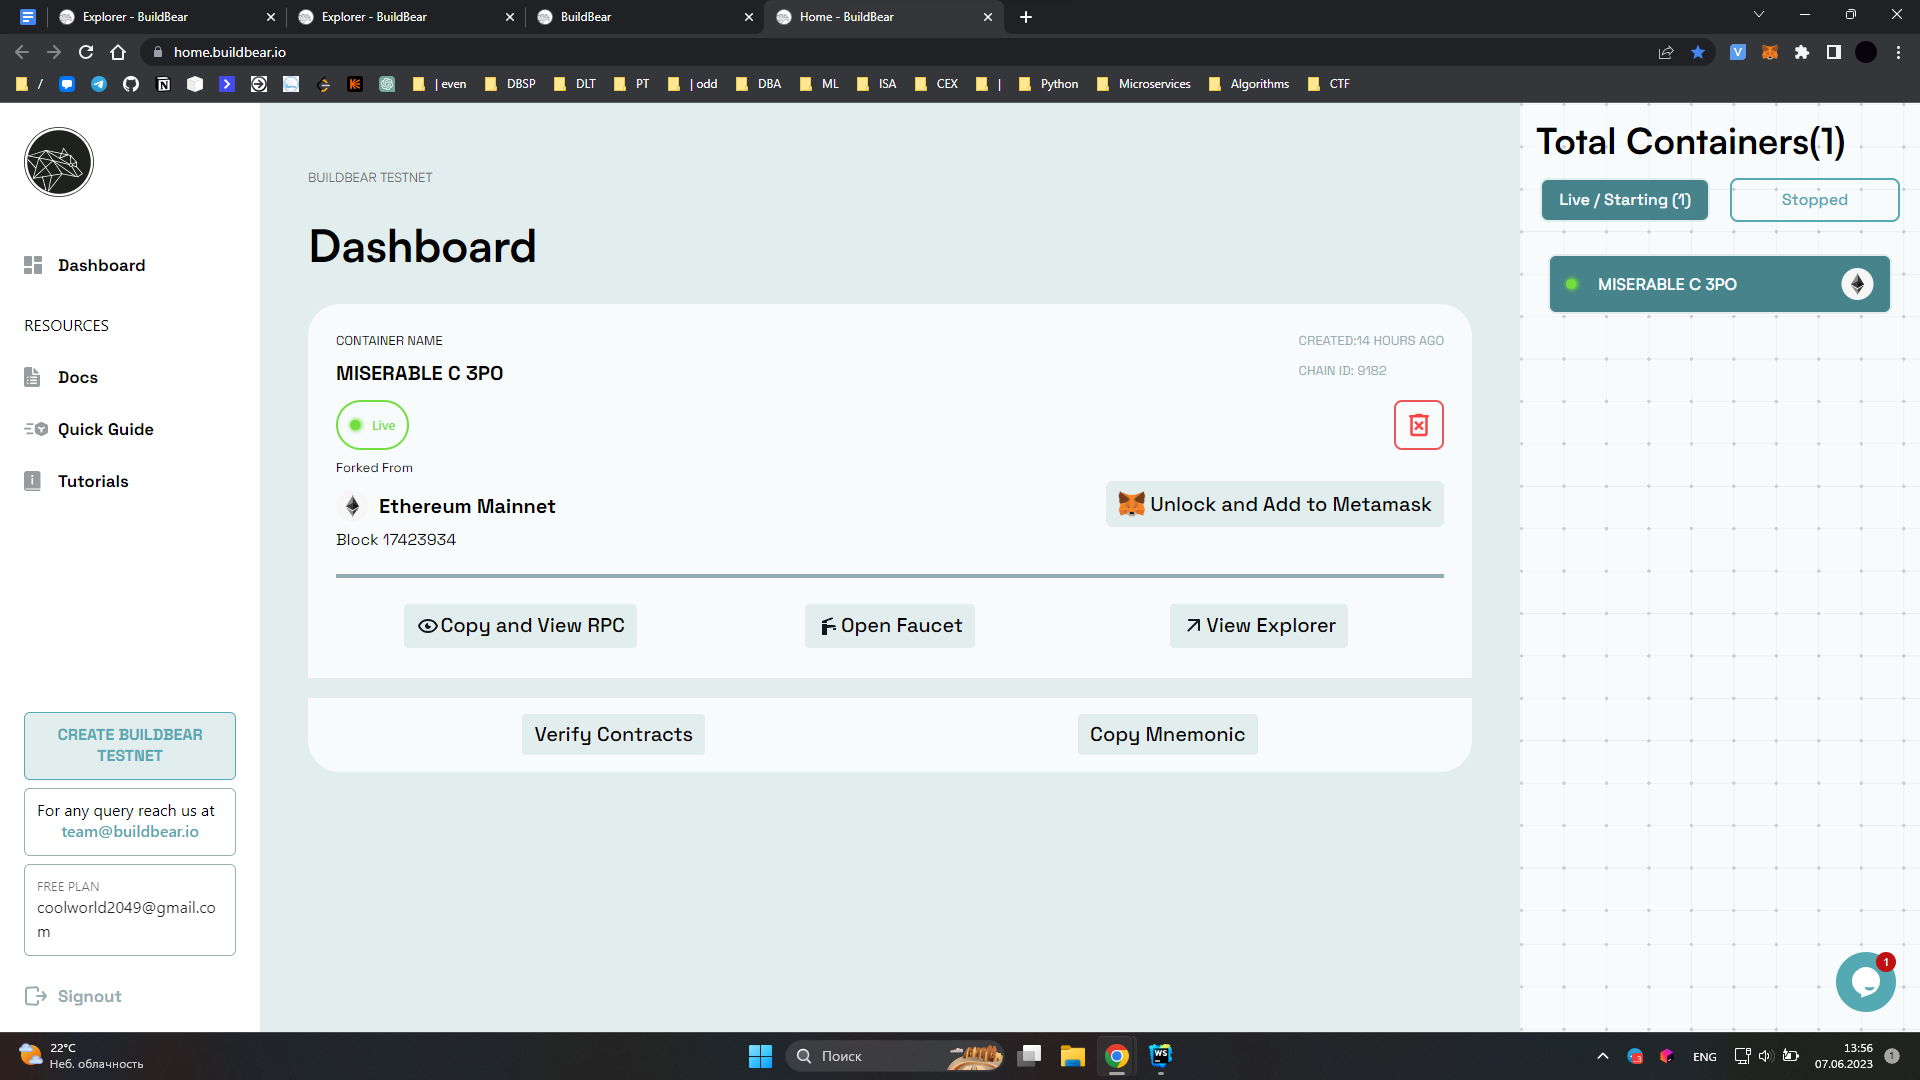 Explorer - BuildBear
Explorer - BuildBear
BuildBear
Home - BuildBear
home.buildbear.io
/
| even
DBSP
DLT
PT
| odd
DBA
ML
ISA
CEX
|
Python
Microservices
Algorithms
CTF
Dashboard
RESOURCES
Docs
Quick Guide
Tutorials
CREATE BUILDBEAR
TESTNET
For any query reach us at
team@buildbear.io
FREE PLAN
coolworld2049@gmail.co
m
Signout
BUILDBEAR TESTNET
Dashboard
CONTAINER NAME
MISERABLE C 3PO
CREATED:14 HOURS AGO
CHAIN ID: 9182
Live
Forked From
Ethereum Mainnet
Block 17423934
Unlock and Add to Metamask
Copy and View RPC
Open Faucet
View Explorer
Verify Contracts
Copy Mnemonic
Total Containers(1)
Live / Starting (1)
Stopped
MISERABLE C 3PO
1
22°C
Неб. облачность
Поиск
WS
ENG
13:56
07.06.2023
1